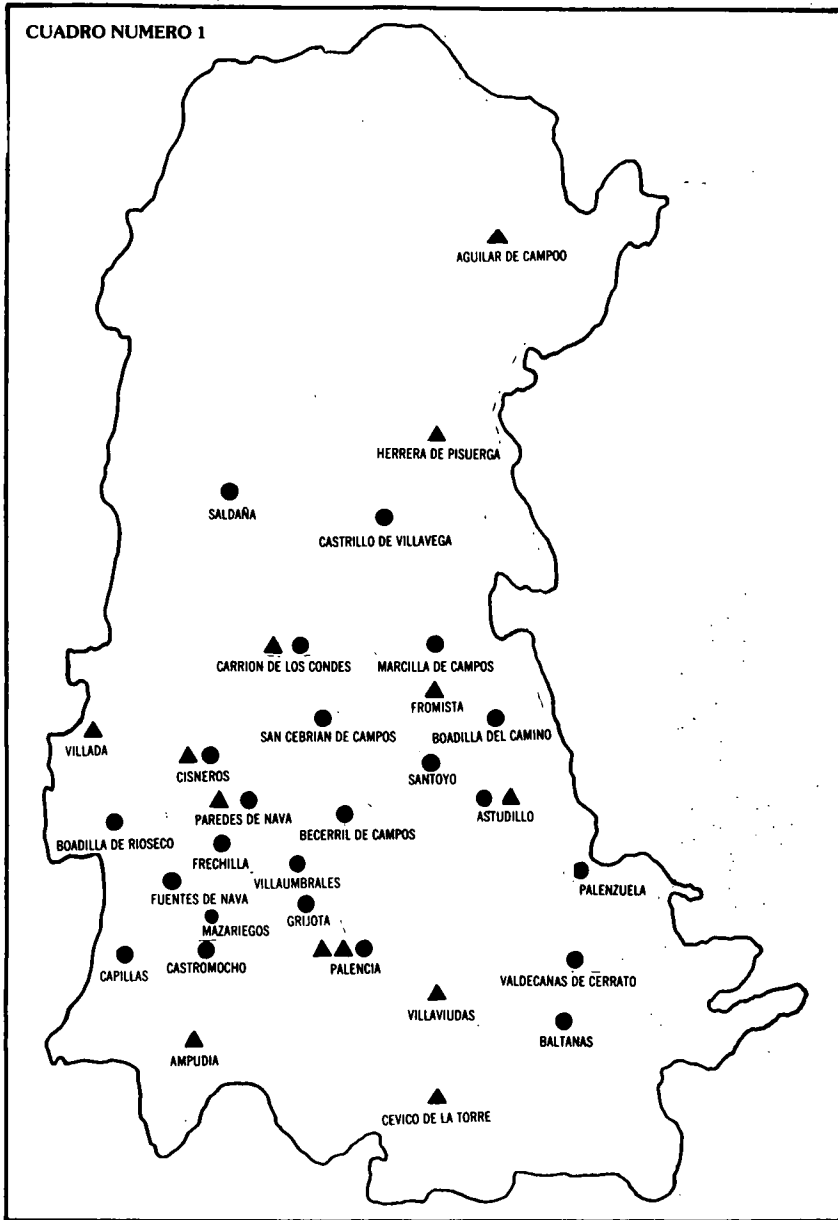 CUADRO NUMERO 1
AGUILAR DE CAMPOO
HERRERA DE PISUERGA
SALDAÑA
CASTRILLO DE VILLAVEGA
CARRION DE LOS CONDES
MARCILLA DE CAMPOS
FROMISTA
SAN CEBRIAN DE CAMPOS
BOADILLA DEL CAMINO
VILLADA
CISNEROS
SANTOYO
PAREDES DE NAVA
ASTUDILLO
BECERRIL DE CAMPOS
BOADILLA DE RIOSECO
FRECHILLA
VILLAUMBRALES
PALENZUELA
FUENTES DE NAVA
GRIJOTA
MAZARIEGOS
CASTROMOCHO
PALENCIA
CAPILLAS
VALDECAÑAS DE CERRATO
VILLAVIUDAS
BALTANAS
AMPUDIA
CEVICO DE LA TORRE